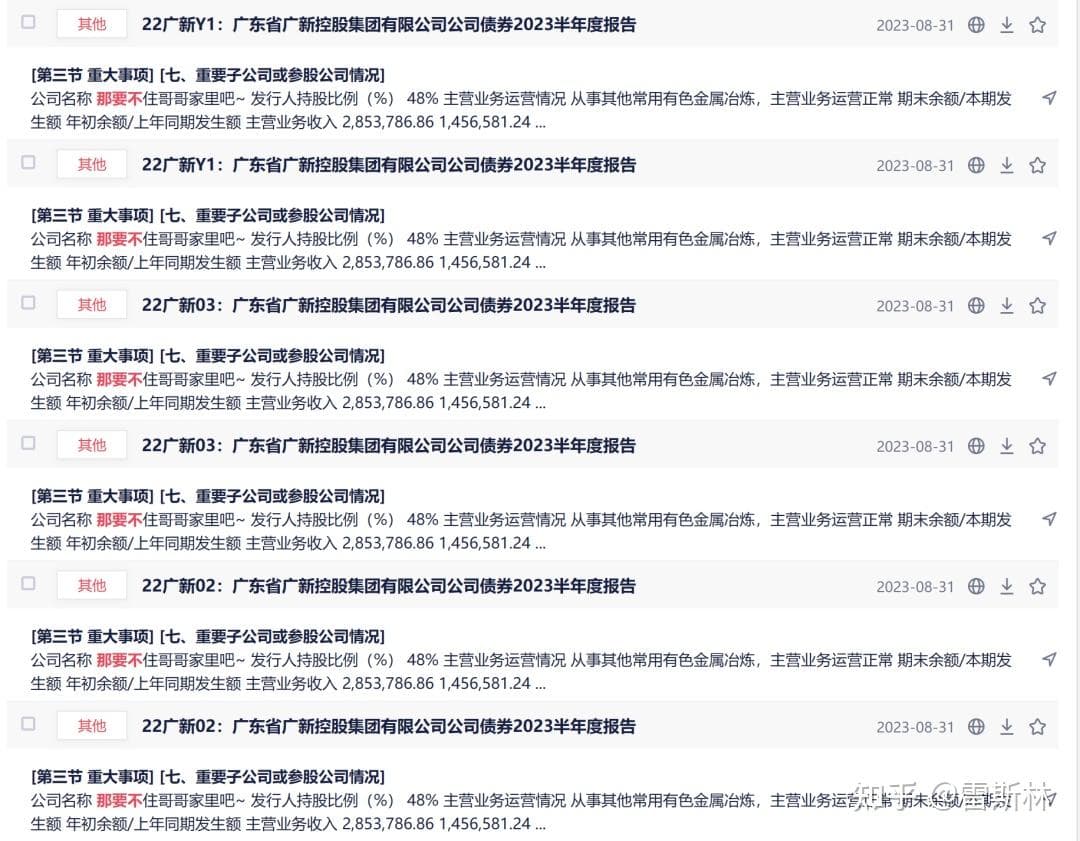 其他 22广新Y1：广东省广新控股集团有限公司公司债券2023半年度报告 2023-08-31
[第三节 重大事项] [七、重要子公司或参股公司情况]
公司名称 那要不住哥哥家里吧~ 发行人持股比例（%） 48% 主营业务运营情况 从事其他常用有色金属冶炼，主营业务运营正常 期末余额/本期发
生额 年初余额/上年同期发生额 主营业务收入 2,853,786.86 1,456,581.24 ...
其他 22广新Y1：广东省广新控股集团有限公司公司债券2023半年度报告 2023-08-31
[第三节 重大事项] [七、重要子公司或参股公司情况]
公司名称 那要不住哥哥家里吧~ 发行人持股比例（%） 48% 主营业务运营情况 从事其他常用有色金属冶炼，主营业务运营正常 期末余额/本期发
生额 年初余额/上年同期发生额 主营业务收入 2,853,786.86 1,456,581.24 ...
其他 22广新03：广东省广新控股集团有限公司公司债券2023半年度报告 2023-08-31
[第三节 重大事项] [七、重要子公司或参股公司情况]
公司名称 那要不住哥哥家里吧~ 发行人持股比例（%） 48% 主营业务运营情况 从事其他常用有色金属冶炼，主营业务运营正常 期末余额/本期发
生额 年初余额/上年同期发生额 主营业务收入 2,853,786.86 1,456,581.24 ...
其他 22广新03：广东省广新控股集团有限公司公司债券2023半年度报告 2023-08-31
[第三节 重大事项] [七、重要子公司或参股公司情况]
公司名称 那要不住哥哥家里吧~ 发行人持股比例（%） 48% 主营业务运营情况 从事其他常用有色金属冶炼，主营业务运营正常 期末余额/本期发
生额 年初余额/上年同期发生额 主营业务收入 2,853,786.86 1,456,581.24 ...
其他 22广新02：广东省广新控股集团有限公司公司债券2023半年度报告 2023-08-31
[第三节 重大事项] [七、重要子公司或参股公司情况]
公司名称 那要不住哥哥家里吧~ 发行人持股比例（%） 48% 主营业务运营情况 从事其他常用有色金属冶炼，主营业务运营正常 期末余额/本期发
生额 年初余额/上年同期发生额 主营业务收入 2,853,786.86 1,456,581.24 ...
其他 22广新02：广东省广新控股集团有限公司公司债券2023半年度报告 2023-08-31
[第三节 重大事项] [七、重要子公司或参股公司情况]
公司名称 那要不住哥哥家里吧~ 发行人持股比例（%） 48% 主营业务运营情况 从事其他常用有色金属冶炼，主营业务运营正常 期末余额/本期发
生额 年初余额/上年同期发生额 主营业务收入 2,853,786.86 1,456,581.24 ...
知乎 @雷斯林